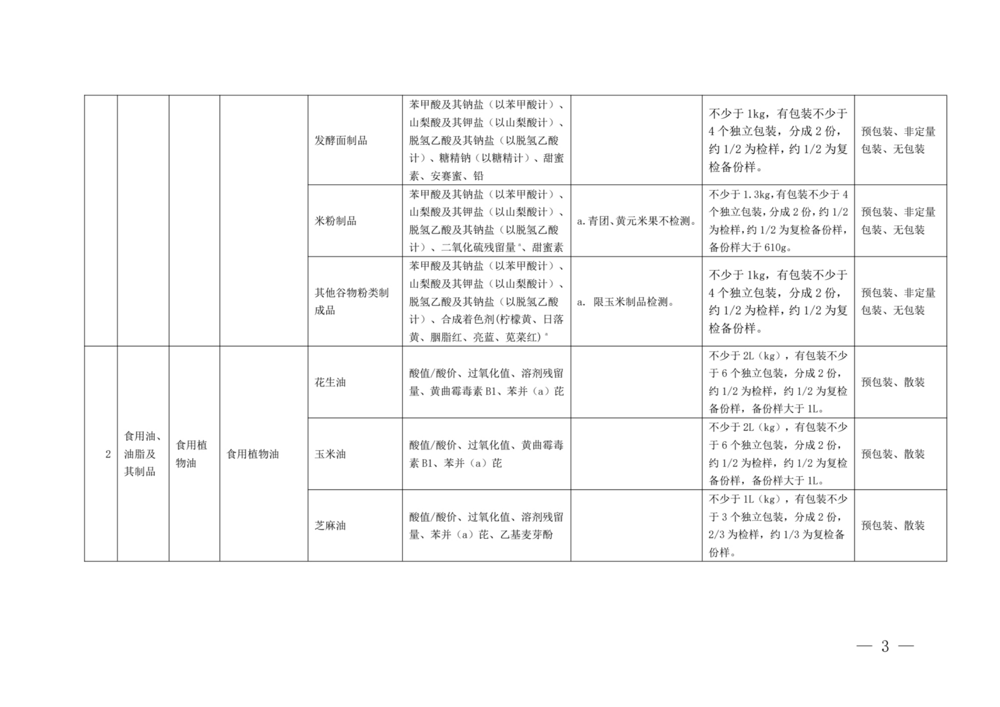 发酵面制品
苯甲酸及其钠盐（以苯甲酸计）、
山梨酸及其钾盐（以山梨酸计）、
脱氢乙酸及其钠盐（以脱氢乙酸
计）、糖精钠（以糖精计）、甜蜜
素、安赛蜜、铅
不少于 1kg，有包装不少于
4 个独立包装，分成 2 份，
约 1/2 为检样，约 1/2 为复
检备份样。
预包装、非定量
包装、无包装
米粉制品
苯甲酸及其钠盐（以苯甲酸计）、
山梨酸及其钾盐（以山梨酸计）、
脱氢乙酸及其钠盐（以脱氢乙酸
计）、二氧化硫残留量ª、甜蜜素
a.青团、黄元米果不检测。
不少于 1.3kg，有包装不少于 4
个独立包装，分成 2 份，约 1/2
为检样，约 1/2 为复检备份样，
备份样大于 610g。
预包装、非定量
包装、无包装
其他谷物粉类制
成品
苯甲酸及其钠盐（以苯甲酸计）、
山梨酸及其钾盐（以山梨酸计）、
脱氢乙酸及其钠盐（以脱氢乙酸
计）、合成着色剂(柠檬黄、日落
黄、胭脂红、亮蓝、苋菜红)ª
a. 限玉米制品检测。
不少于 1kg，有包装不少于
4 个独立包装，分成 2 份，
约 1/2 为检样，约 1/2 为复
检备份样。
预包装、非定量
包装、无包装
2
食用油、
油脂及
其制品
食用植
物油
食用植物油
花生油
酸值/酸价、过氧化值、溶剂残留
量、黄曲霉毒素 B1、苯并（a）芘
不少于 2L（kg），有包装不少
于 6 个独立包装，分成 2 份，
约 1/2 为检样，约 1/2 为复检
备份样，备份样大于 1L。
预包装、散装
玉米油
酸值/酸价、过氧化值、黄曲霉毒
素 B1、苯并（a）芘
不少于 2L（kg），有包装不少
于 6 个独立包装，分成 2 份，
约 1/2 为检样，约 1/2 为复检
备份样，备份样大于 1L。
预包装、散装
芝麻油
酸值/酸价、过氧化值、溶剂残留
量、苯并（a）芘、乙基麦芽酚
不少于 1L（kg），有包装不少
于 3 个独立包装，分成 2 份，
2/3 为检样，约 1/3 为复检备
份样。
预包装、散装
— 3 —